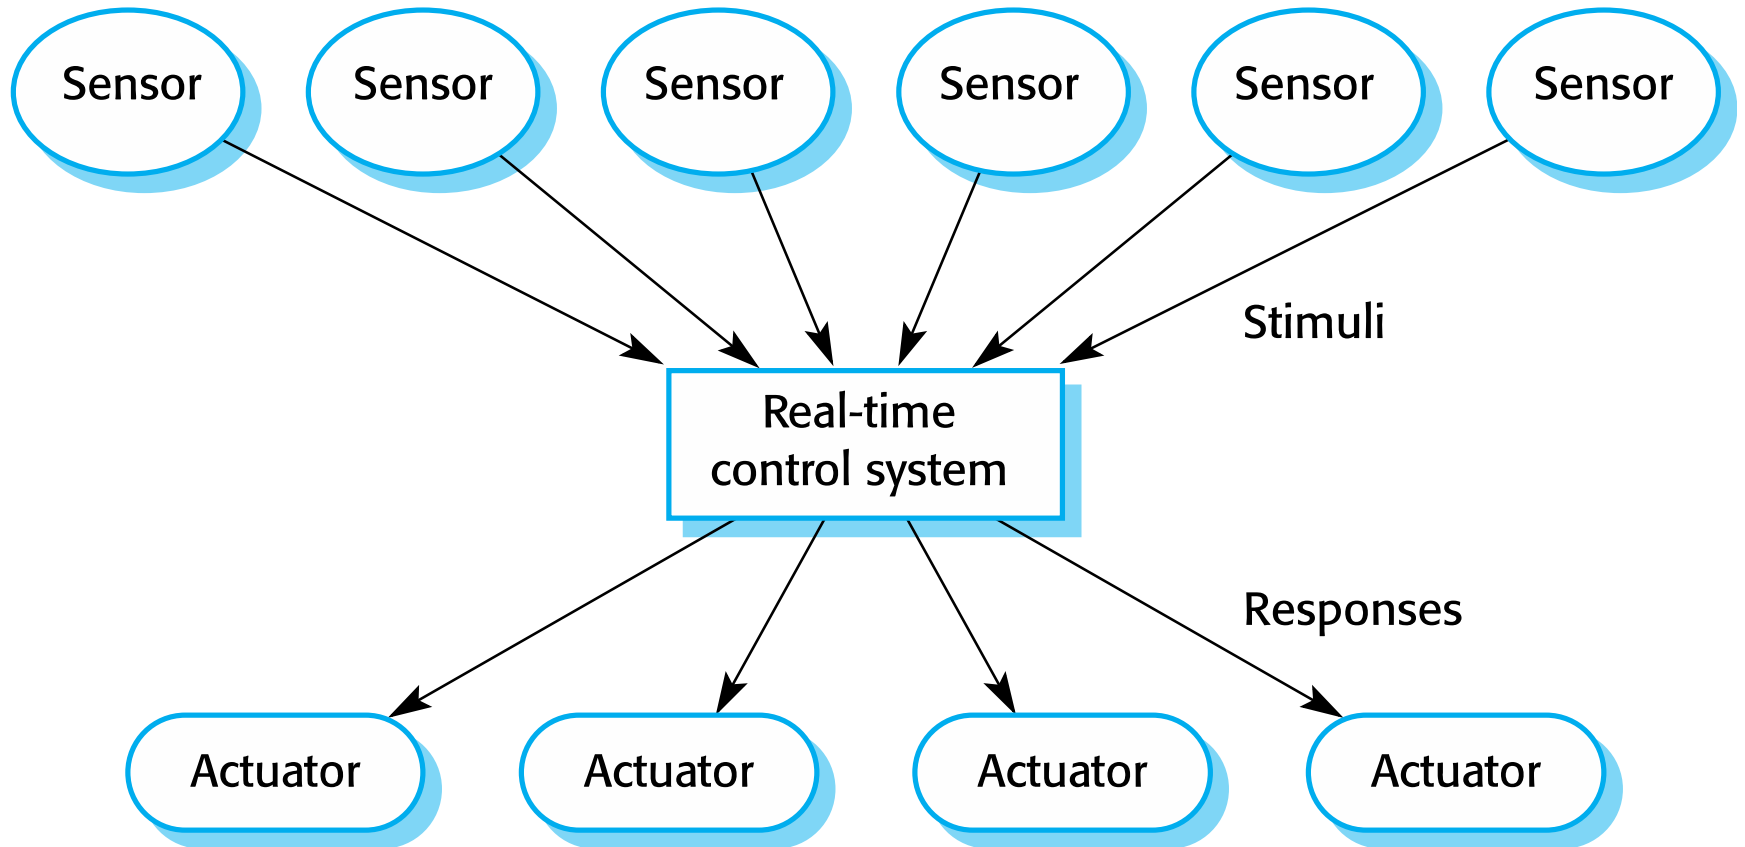 Sensor
Sensor
Sensor
Sensor
Sensor
Sensor
Stimuli
Real-time
control system
Responses
Actuator
Actuator
Actuator
Actuator